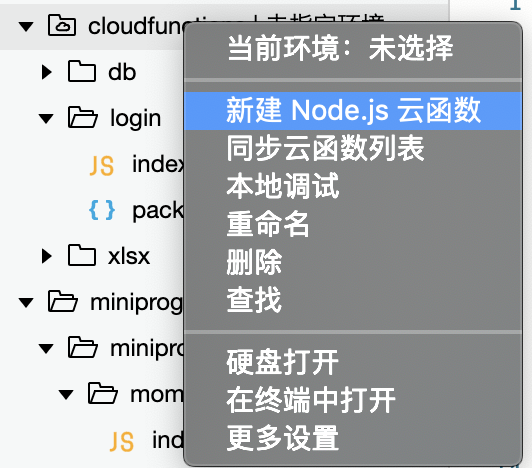 cloudfunctions | 未指定环境
db
login
JS index
{ } pack
xlsx
miniprog
minipro
mom
JS ind
当前环境：未选择
新建 Node.js 云函数
同步云函数列表
本地调试
重命名
删除
查找
硬盘打开
在终端中打开
更多设置
1